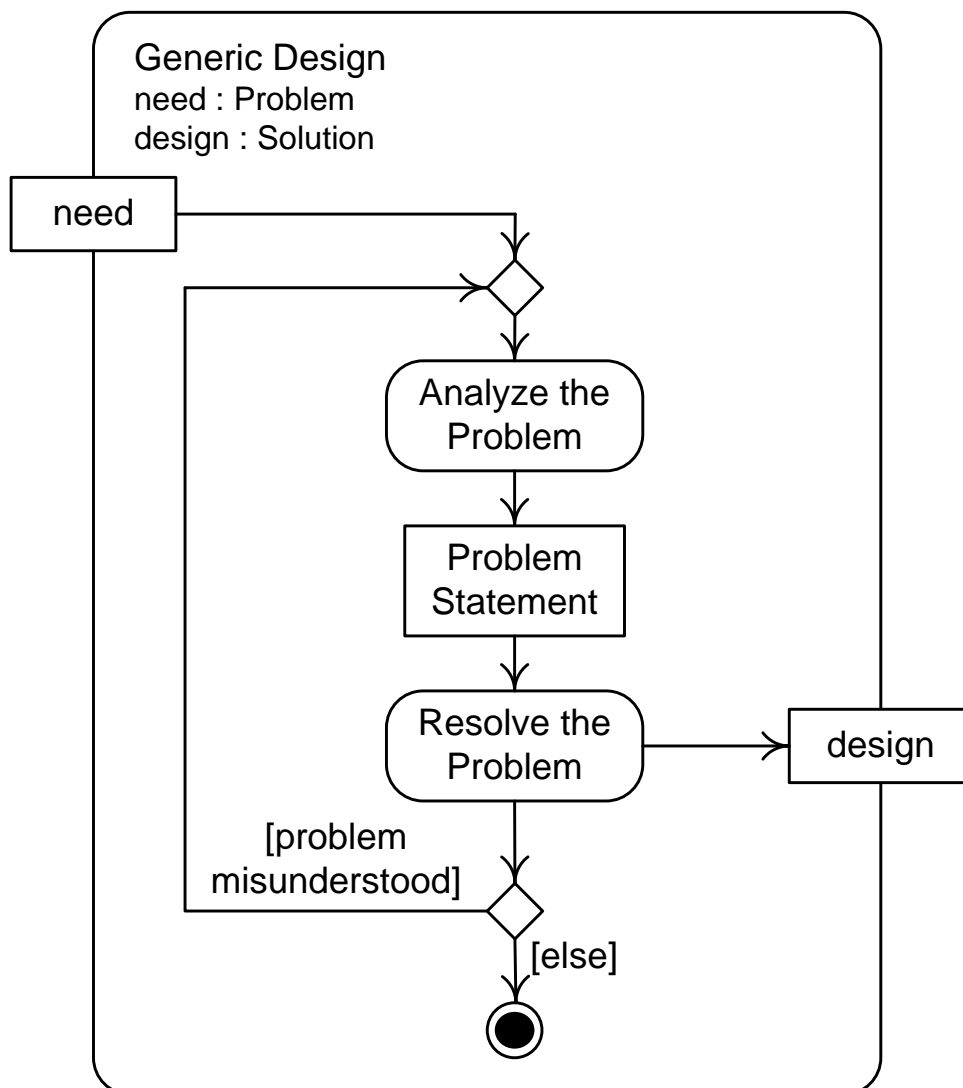 Generic Design
need : Problem
design : Solution
need
Analyze the
Problem
Problem
Statement
Resolve the
Problem
design
[problem
misunderstood]
[else]